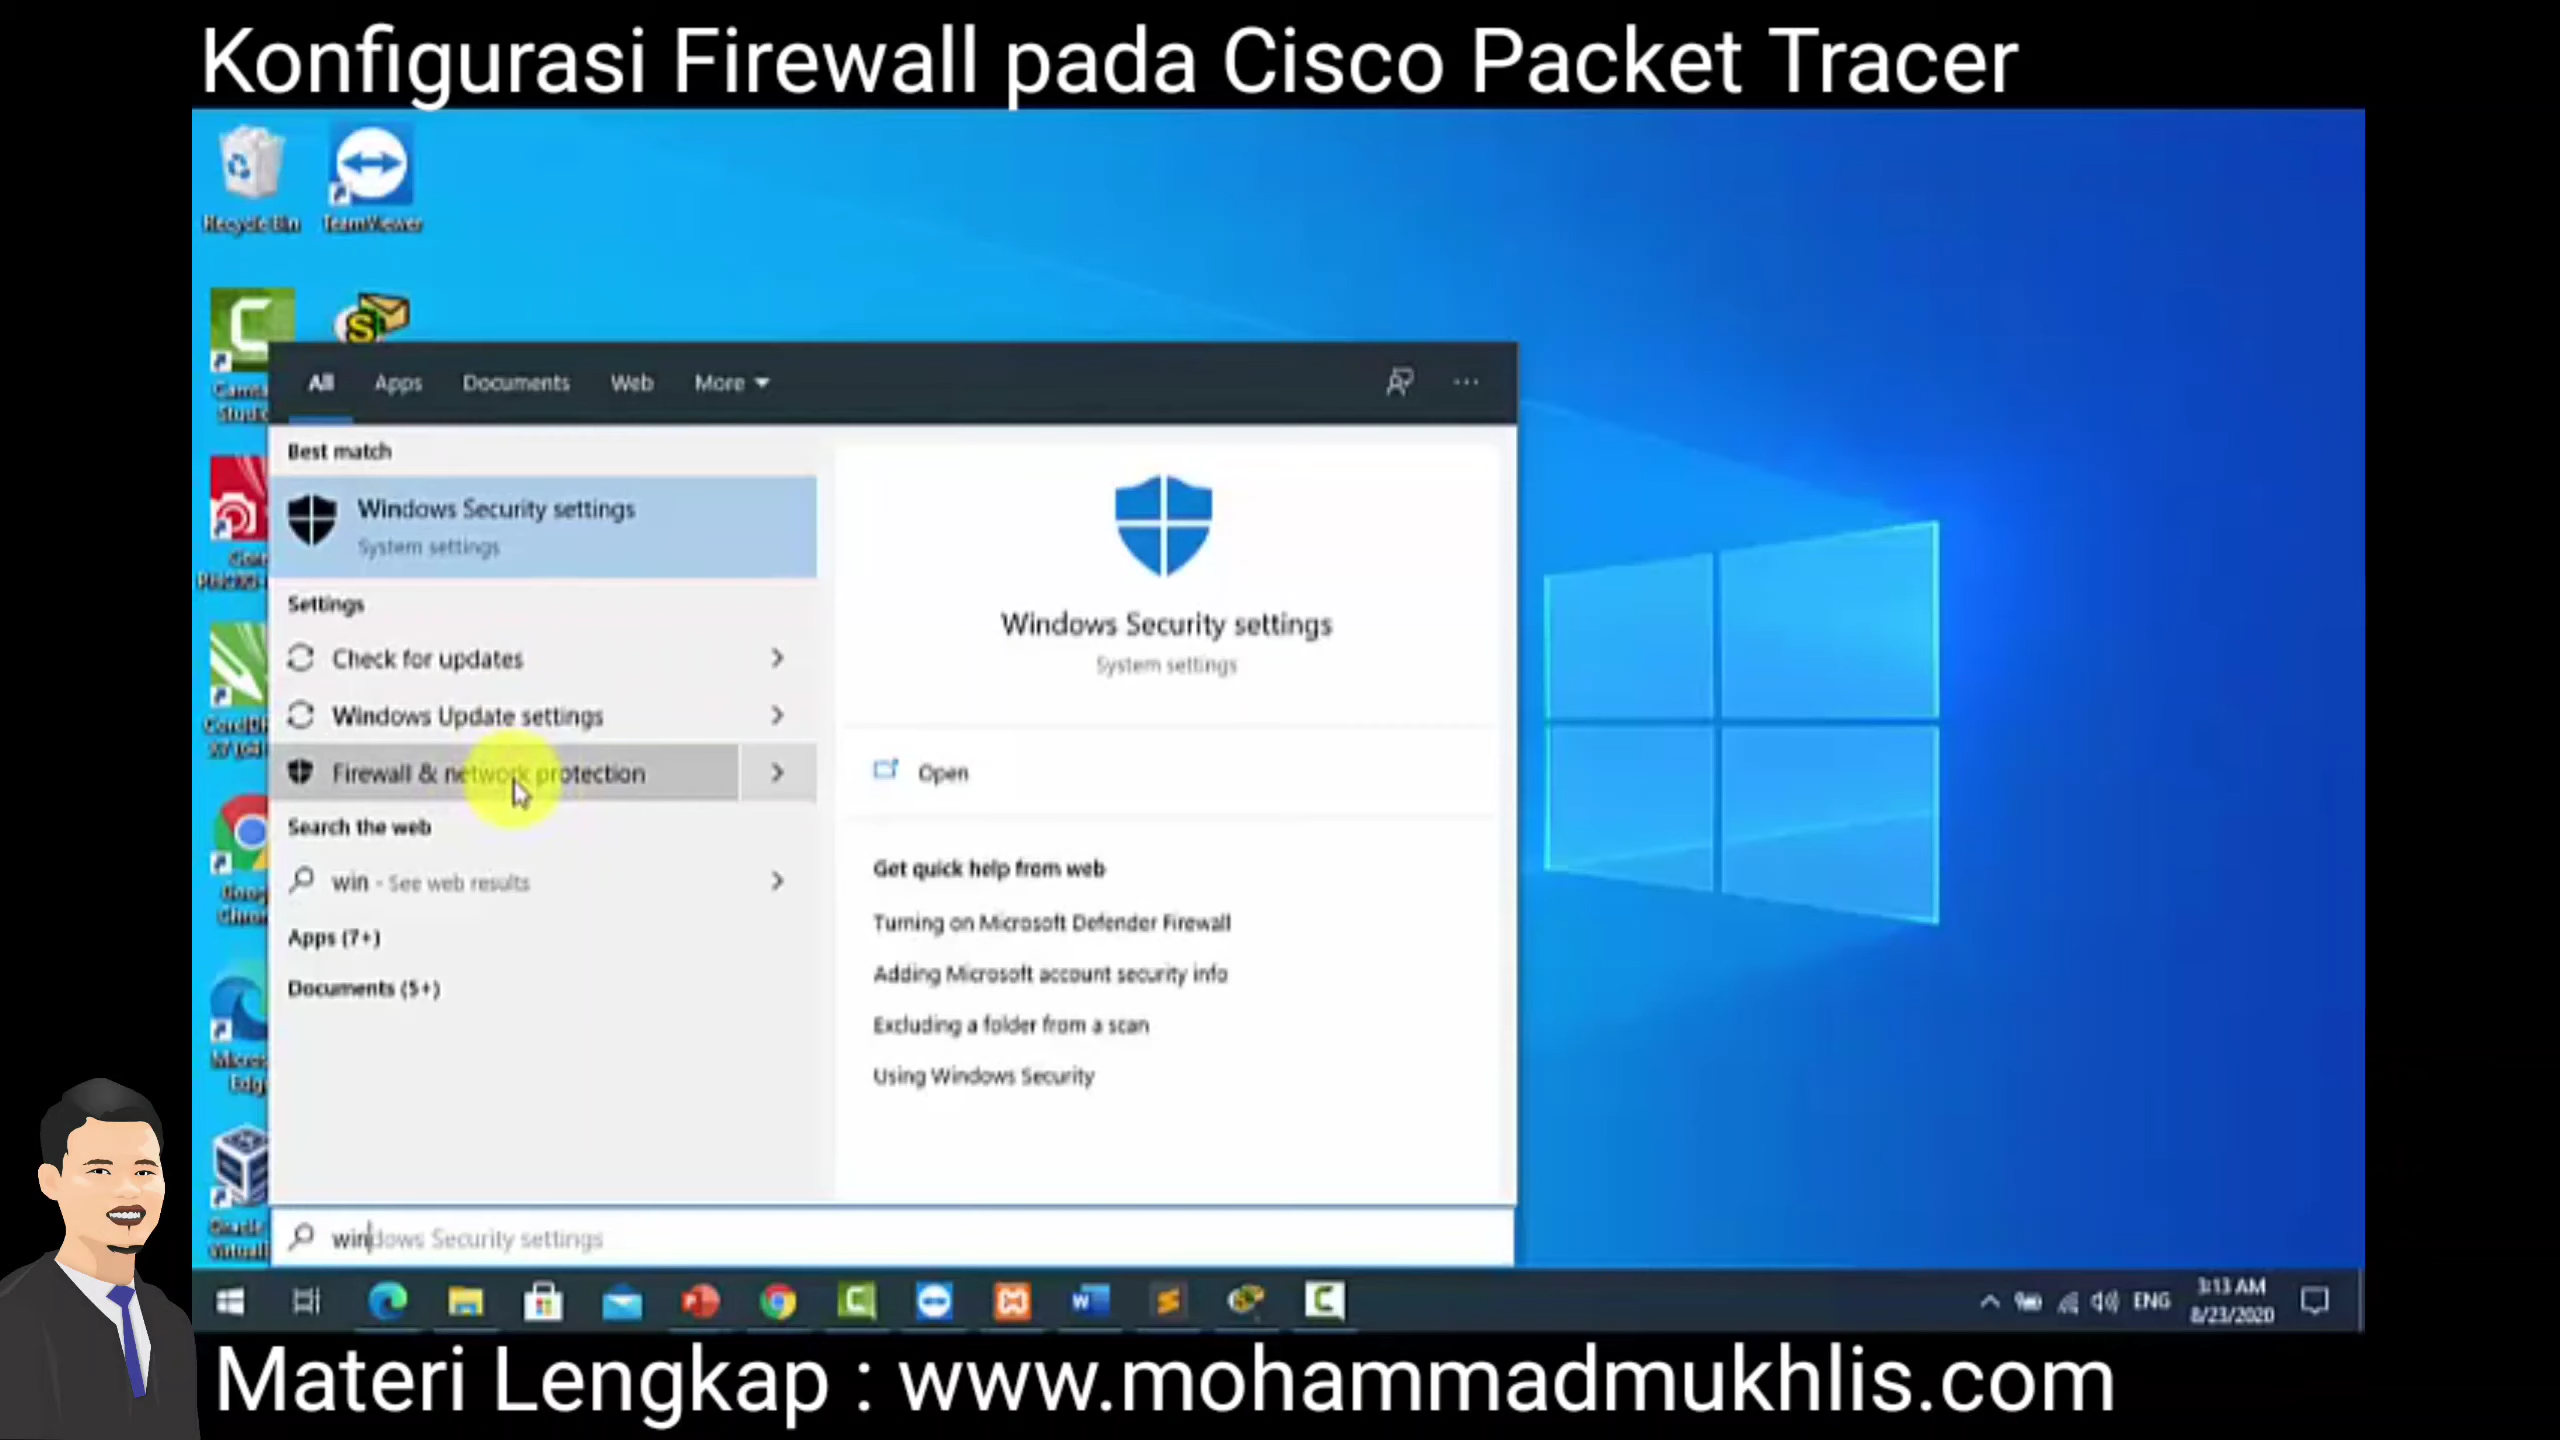 Konfigurasi Firewall pada Cisco Packet Tracer
Recycle Bin
TeamViewer
All
Apps
Documents
Web
More
Best match
Windows Security settings
System settings
Settings
Check for updates
Windows Update settings
Firewall & network protection
Search the web
win - See web results
Apps (7+)
Documents (5+)
Windows Security settings
System settings
Open
Get quick help from web
Turning on Microsoft Defender Firewall
Adding Microsoft account security info
Excluding a folder from a scan
Using Windows Security
windows Security settings
ENG
3:13 AM
8/23/2020
Materi Lengkap : www.mohammadmukhlis.com